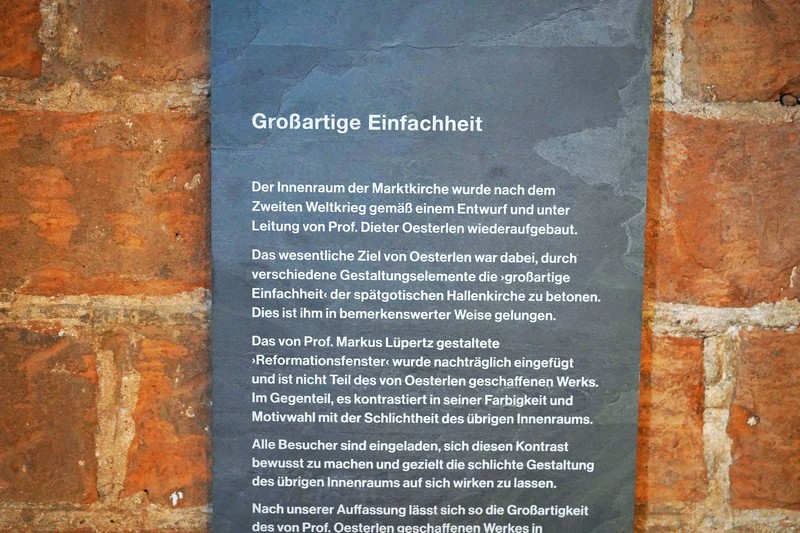 Großartige Einfachheit
Der Innenraum der Marktkirche wurde nach dem
Zweiten Weltkrieg gemäß einem Entwurf und unter
Leitung von Prof. Dieter Oesterlen wiederaufgebaut.
Das wesentliche Ziel von Oesterlen war dabei, durch
verschiedene Gestaltungselemente die ›großartige
Einfachheit‹ der spätgotischen Hallenkirche zu betonen.
Dies ist ihm in bemerkenswerter Weise gelungen.
Das von Prof. Markus Lüpertz gestaltete
›Reformationsfenster‹ wurde nachträglich eingefügt
und ist nicht Teil des von Oesterlen geschaffenen Werks.
Im Gegenteil, es kontrastiert in seiner Farbigkeit und
Motivwahl mit der Schlichtheit des übrigen Innenraums.
Alle Besucher sind eingeladen, sich diesen Kontrast
bewusst zu machen und gezielt die schlichte Gestaltung
des übrigen Innenraums auf sich wirken zu lassen.
Nach unserer Auffassung lässt sich so die Großartigkeit
des von Prof. Oesterlen geschaffenen Werkes in